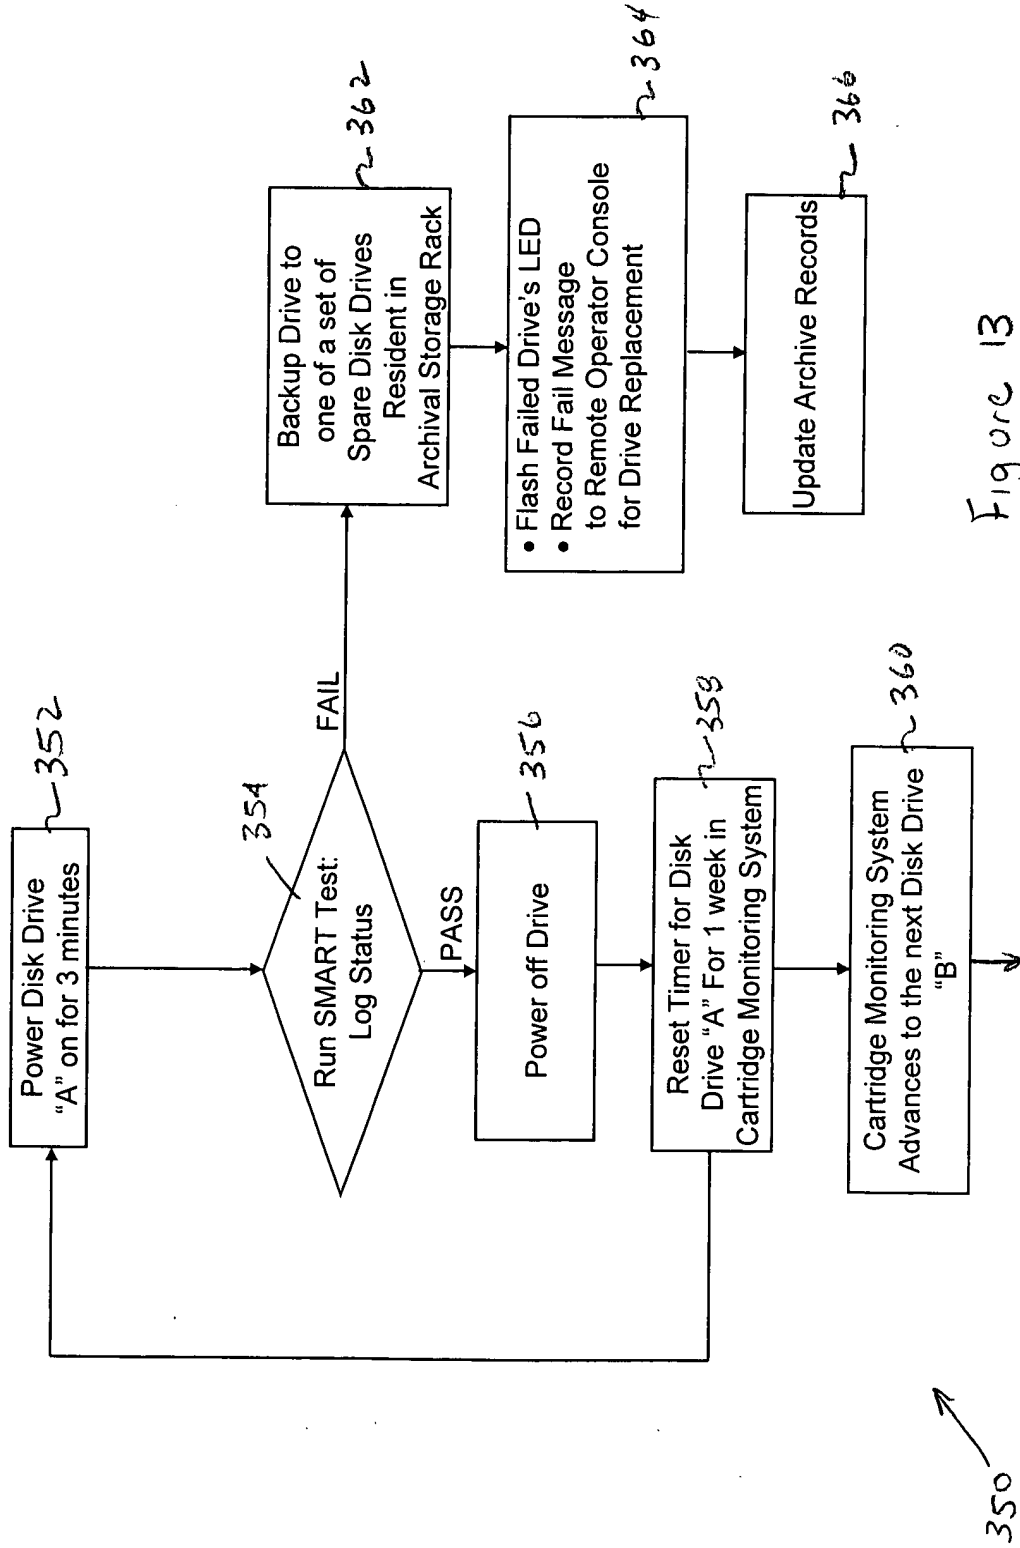 Power Disk Drive
“A” on for 3 minutes
352
354
Run SMART Test:
Log Status
FAIL
PASS
Power off Drive
356
Reset Timer for Disk
Drive “A” For 1 week in
Cartridge Monitoring System
358
Cartridge Monitoring System
Advances to the next Disk Drive
“B”
360
Backup Drive to
one of a set of
Spare Disk Drives
Resident in
Archival Storage Rack
362
• Flash Failed Drive's LED
• Record Fail Message
to Remote Operator Console
for Drive Replacement
364
Update Archive Records
366
350
Figure 13